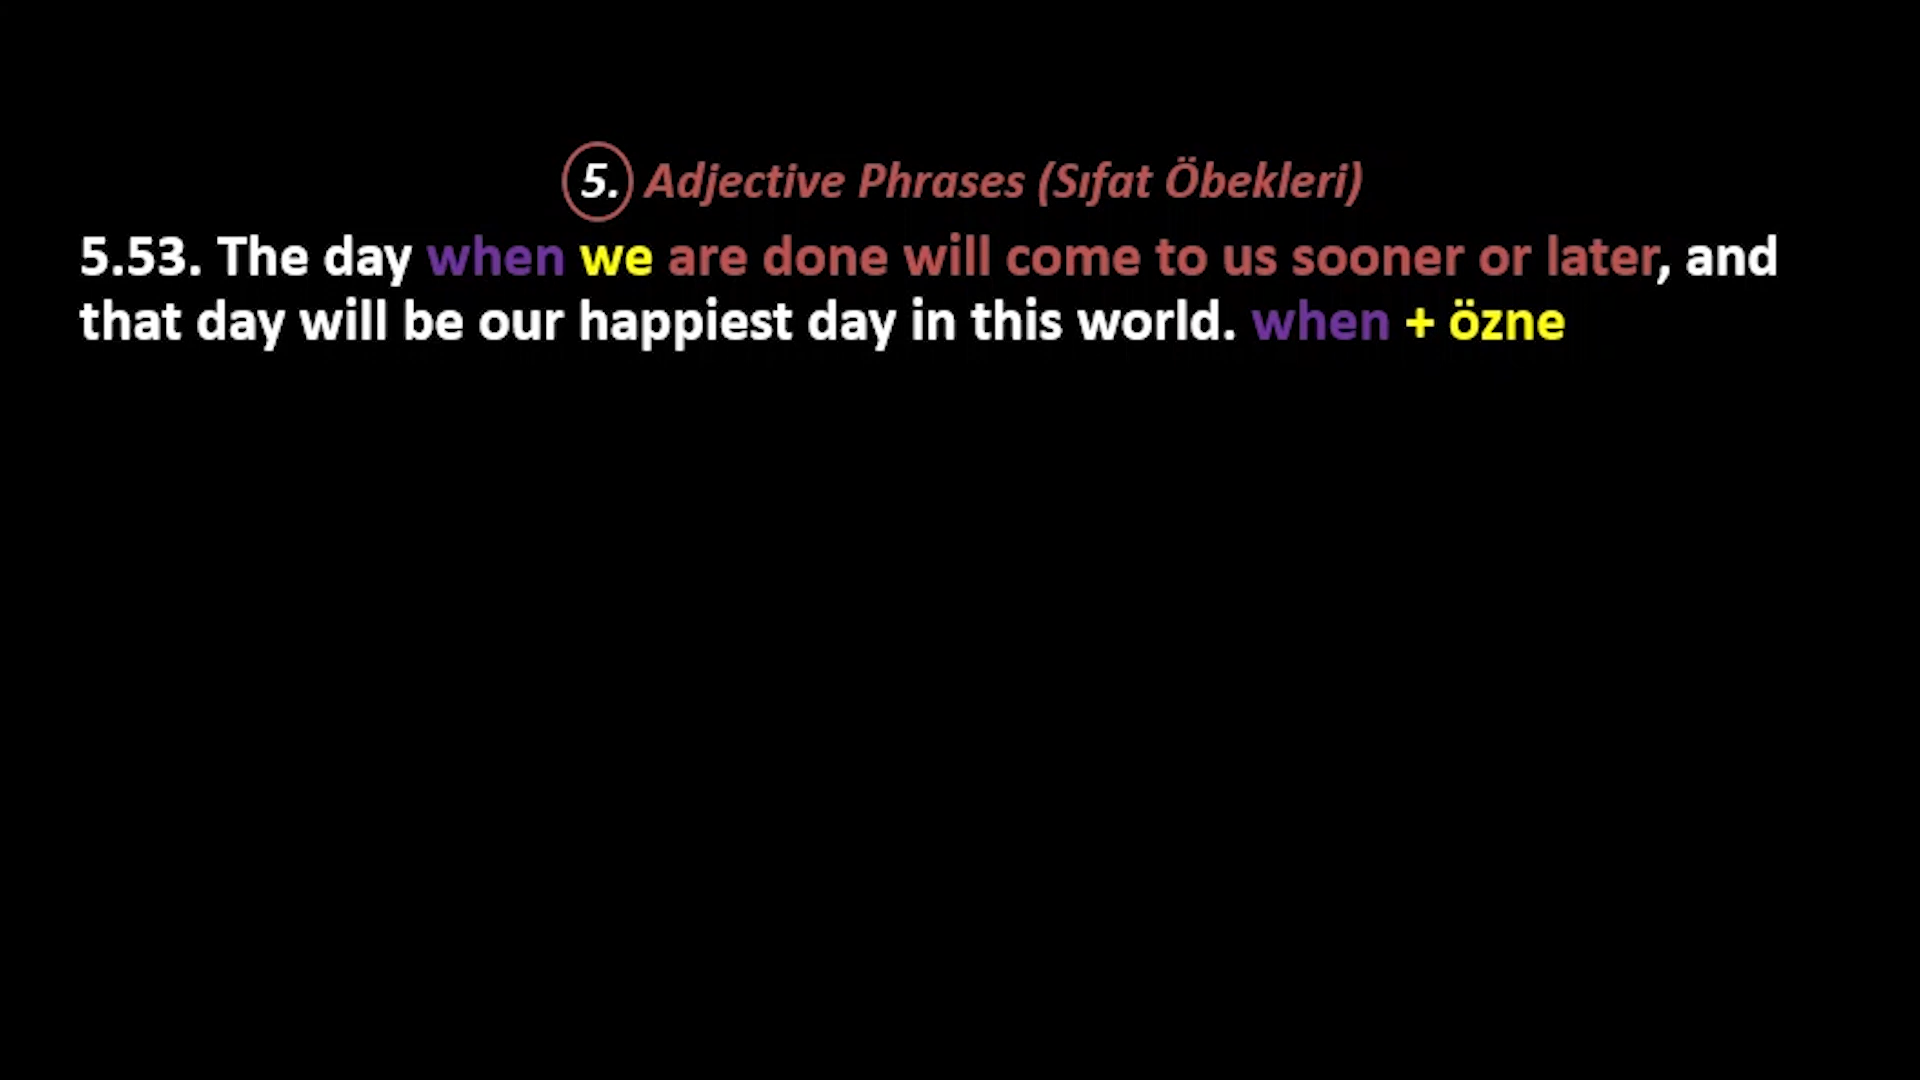 5. Adjective Phrases (Sıfat Öbekleri)
5.53. The day when we are done will come to us sooner or later, and
that day will be our happiest day in this world. when + özne